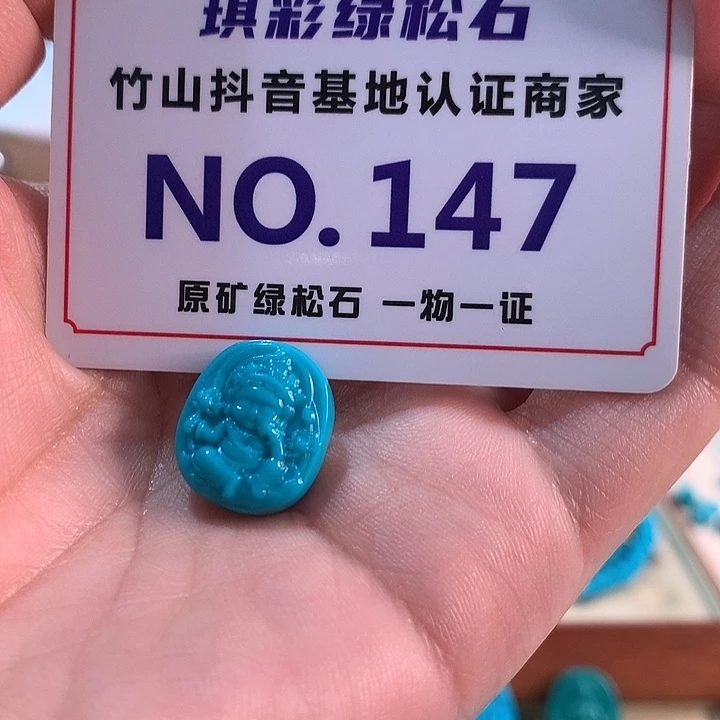 琪彩绿松石
竹山抖音基地认证商家
NO.147
原矿绿松石 一物一证